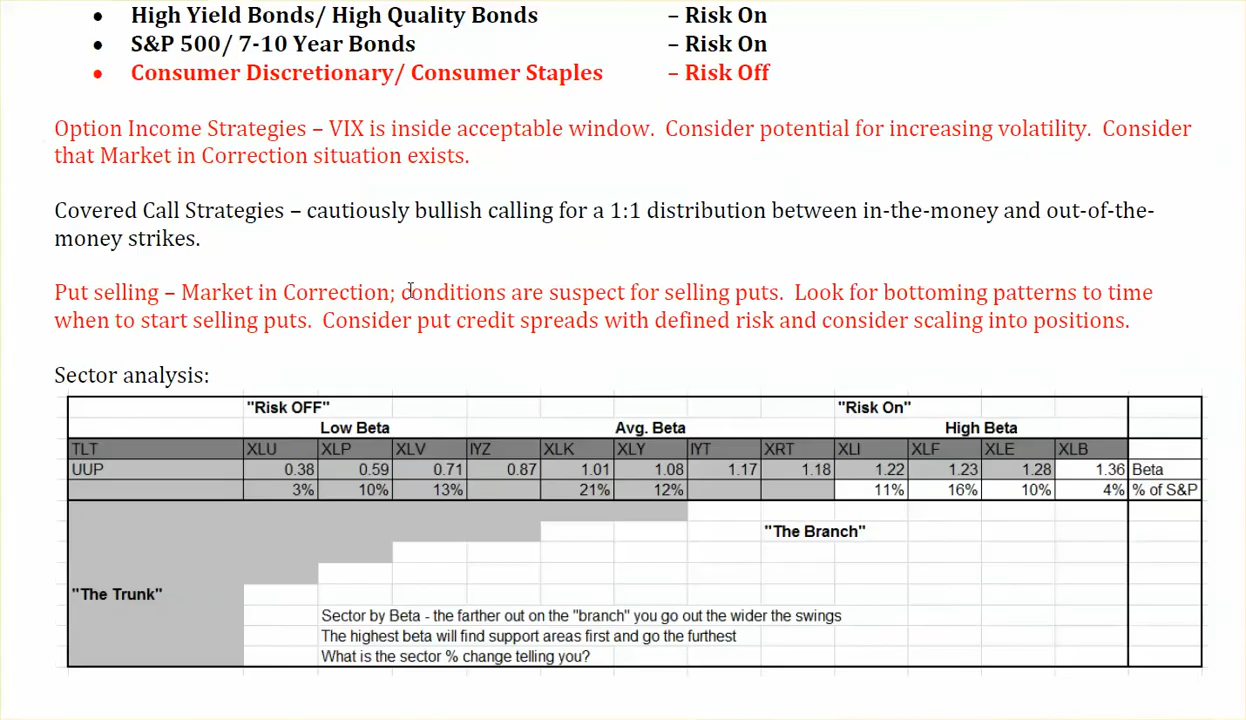 • High Yield Bonds/ High Quality Bonds – Risk On
• S&P 500/ 7-10 Year Bonds – Risk On
• Consumer Discretionary/ Consumer Staples – Risk Off
Option Income Strategies – VIX is inside acceptable window. Consider potential for increasing volatility. Consider
that Market in Correction situation exists.
Covered Call Strategies – cautiously bullish calling for a 1:1 distribution between in-the-money and out-of-the-
money strikes.
Put selling – Market in Correction; conditions are suspect for selling puts. Look for bottoming patterns to time
when to start selling puts. Consider put credit spreads with defined risk and consider scaling into positions.
Sector analysis:
"Risk OFF" "Risk On"
Low Beta Avg. Beta High Beta
TLT XLU XLP XLV IYZ XLK XLY IYT XRT XLI XLF XLE XLB
UUP 0.38 0.59 0.71 0.87 1.01 1.08 1.17 1.18 1.22 1.23 1.28 1.36 Beta
3% 10% 13% 21% 12% 11% 16% 10% 4% % of S&P
"The Branch"
"The Trunk"
Sector by Beta - the farther out on the "branch" you go out the wider the swings
The highest beta will find support areas first and go the furthest
What is the sector % change telling you?